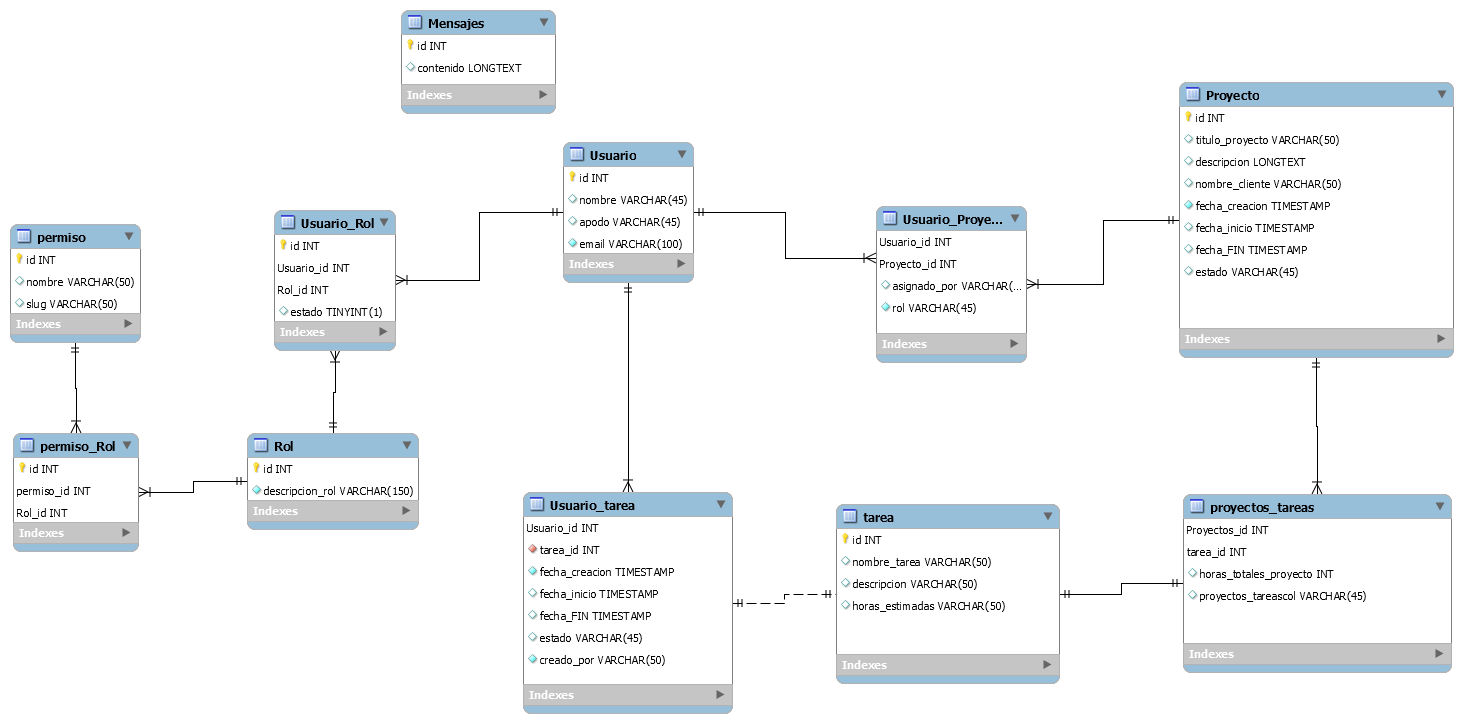 Mensajes
id INT
contenido LONGTEXT
Indexes
Proyecto
id INT
titulo_proyecto VARCHAR(50)
descripcion LONGTEXT
nombre_cliente VARCHAR(50)
fecha_creacion TIMESTAMP
fecha_inicio TIMESTAMP
fecha_FIN TIMESTAMP
estado VARCHAR(45)
Indexes
Usuario
id INT
nombre VARCHAR(45)
apodo VARCHAR(45)
email VARCHAR(100)
Indexes
Usuario_Proye...
Usuario_id INT
Proyecto_id INT
asignado_por VARCHAR(...
rol VARCHAR(45)
Indexes
Usuario_Rol
id INT
Usuario_id INT
Rol_id INT
estado TINYINT(1)
Indexes
permiso
id INT
nombre VARCHAR(50)
slug VARCHAR(50)
Indexes
permiso_Rol
id INT
permiso_id INT
Rol_id INT
Indexes
Rol
id INT
descripcion_rol VARCHAR(150)
Indexes
Usuario_tarea
Usuario_id INT
tarea_id INT
fecha_creacion TIMESTAMP
fecha_inicio TIMESTAMP
fecha_FIN TIMESTAMP
estado VARCHAR(45)
creado_por VARCHAR(50)
Indexes
tarea
id INT
nombre_tarea VARCHAR(50)
descripcion VARCHAR(50)
horas_estimadas VARCHAR(50)
Indexes
proyectos_tareas
Proyectos_id INT
tarea_id INT
horas_totales_proyecto INT
proyectos_tareascol VARCHAR(45)
Indexes